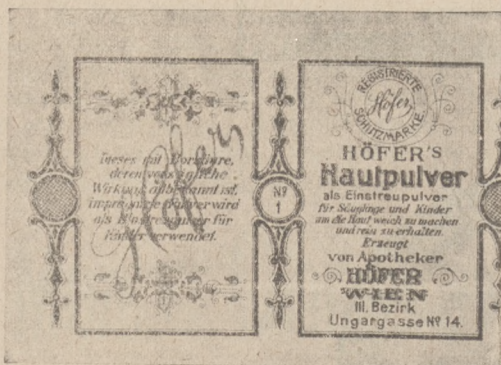 Dieses mit Borsäure,
deren vorzügliche
Wirkung anerkannt ist,
imprägnirte Pulver wird
als Einstreupulver für
Kinder verwendet.
Nº
1
REGISTRIERTE
Höfer
SCHUTZMARKE
HÖFER'S
Hautpulver
als Einstreupulver
für Säuglinge und Kinder
um die Haut weich zu machen
und rein zu erhalten.
Erzeugt
von Apotheker
HÖFER
WIEN
III. Bezirk
Ungargasse Nº 14.